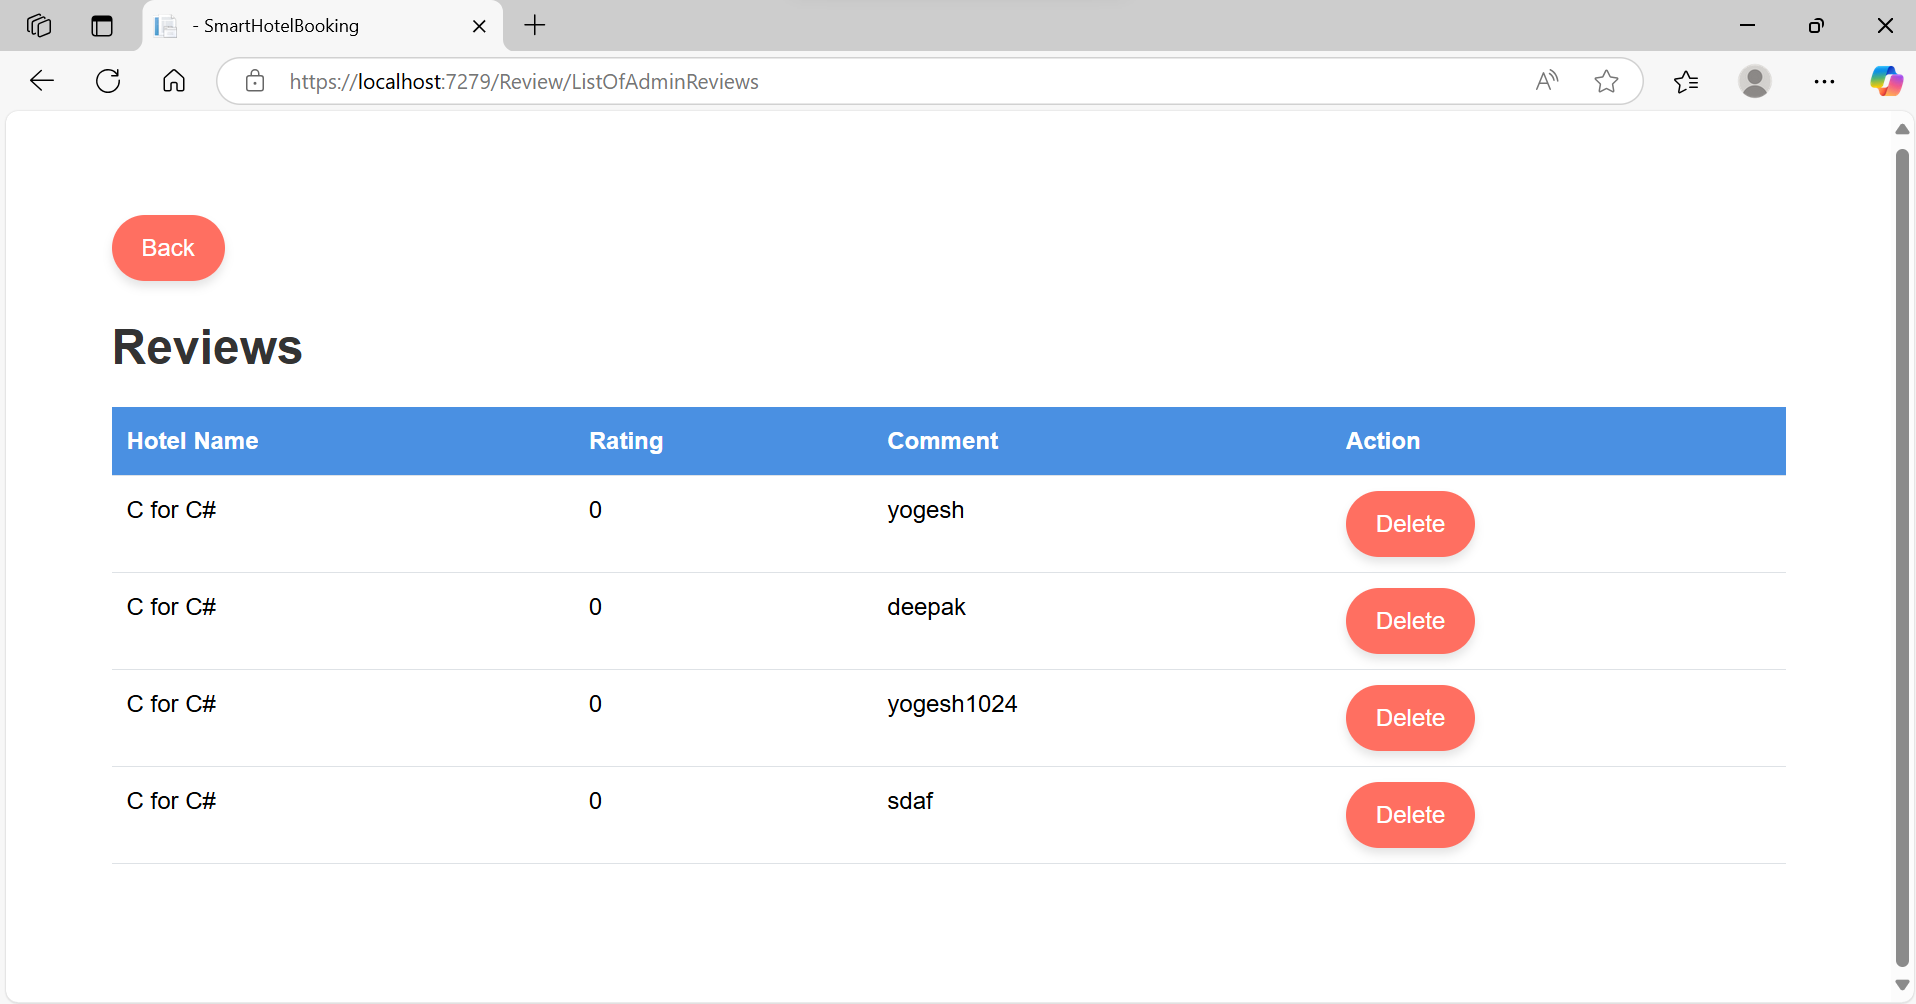 - SmartHotelBooking
https://localhost:7279/Review/ListOfAdminReviews
Back
Reviews
Hotel Name Rating Comment Action
C for C# 0 yogesh Delete
C for C# 0 deepak Delete
C for C# 0 yogesh1024 Delete
C for C# 0 sdaf Delete